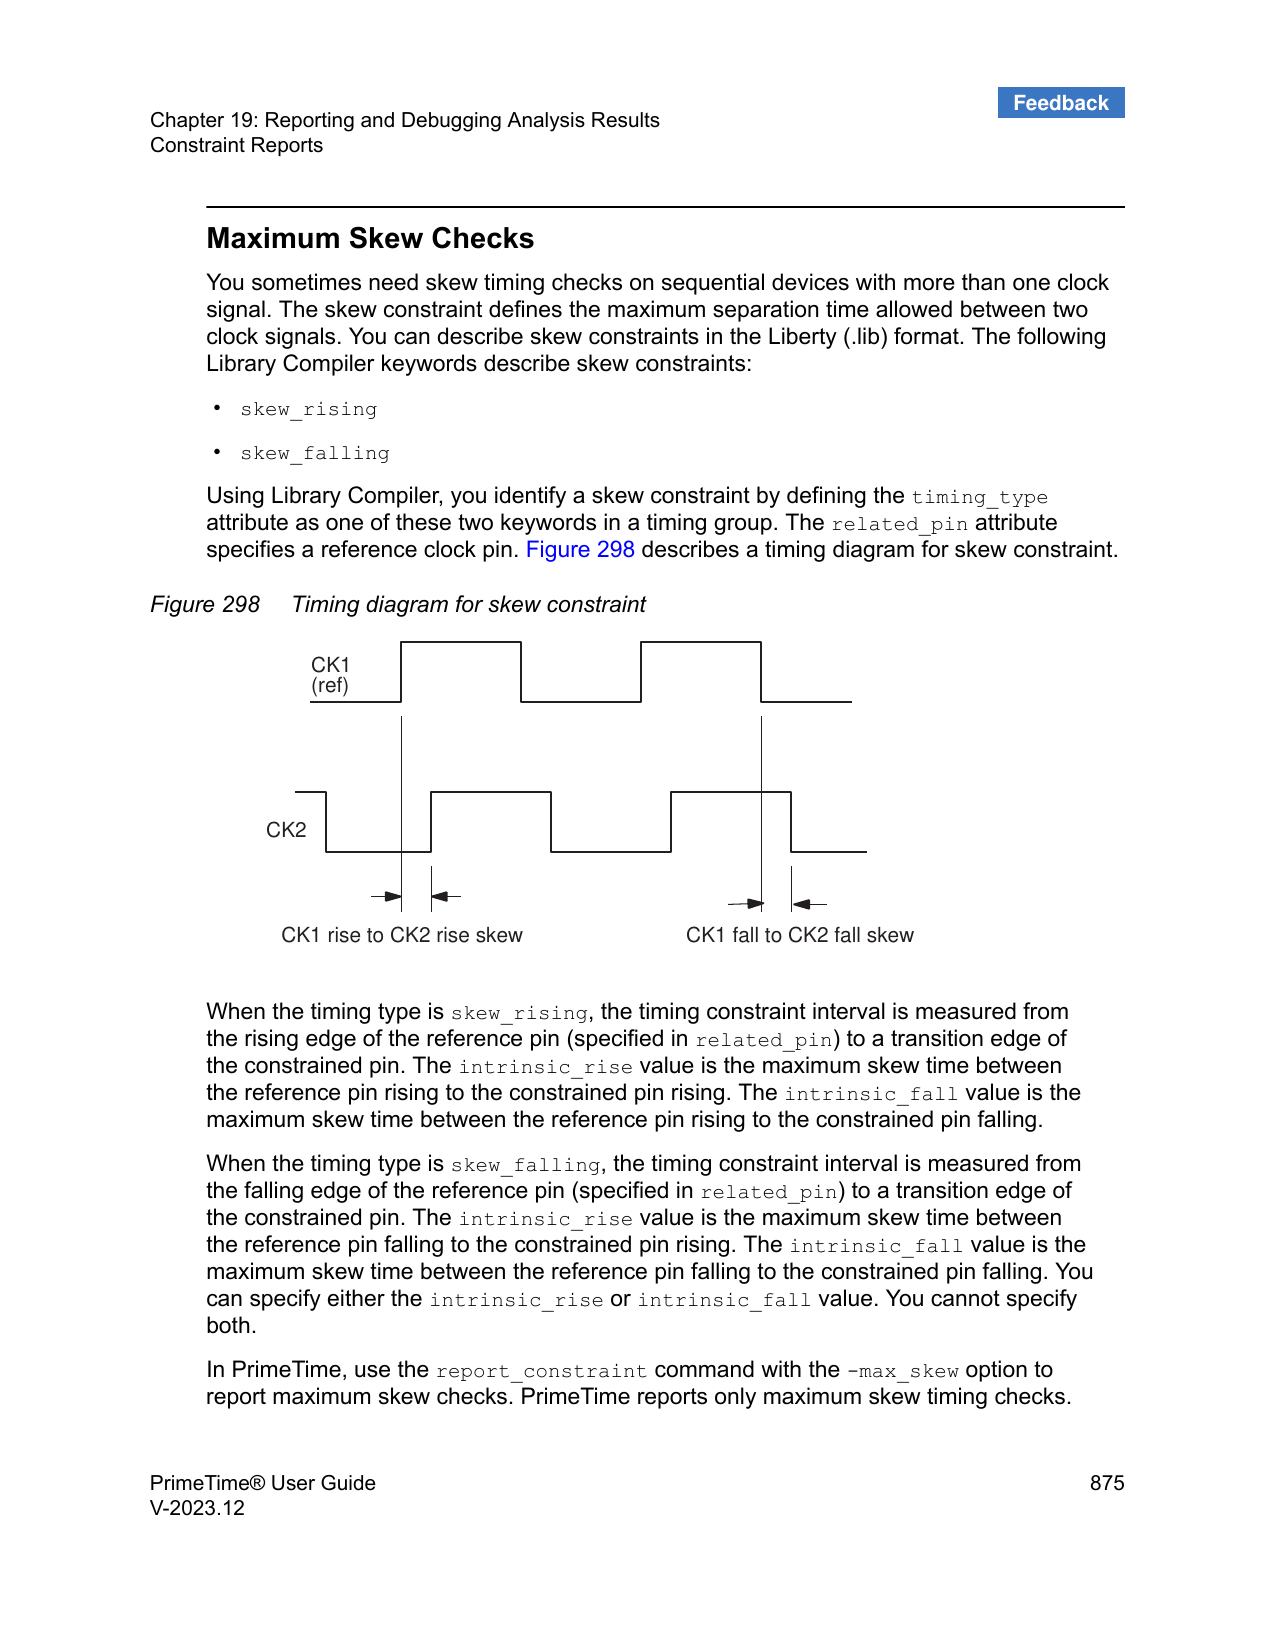 Feedback
Chapter 19: Reporting and Debugging Analysis Results
Constraint Reports
Maximum Skew Checks
You sometimes need skew timing checks on sequential devices with more than one clock
signal. The skew constraint defines the maximum separation time allowed between two
clock signals. You can describe skew constraints in the Liberty (.lib) format. The following
Library Compiler keywords describe skew constraints:
• skew_rising
• skew_falling
Using Library Compiler, you identify a skew constraint by defining the timing_type
attribute as one of these two keywords in a timing group. The related_pin attribute
specifies a reference clock pin. Figure 298 describes a timing diagram for skew constraint.
Figure 298 Timing diagram for skew constraint
CK1
(ref)
CK2
CK1 rise to CK2 rise skew
CK1 fall to CK2 fall skew
When the timing type is skew_rising, the timing constraint interval is measured from
the rising edge of the reference pin (specified in related_pin) to a transition edge of
the constrained pin. The intrinsic_rise value is the maximum skew time between
the reference pin rising to the constrained pin rising. The intrinsic_fall value is the
maximum skew time between the reference pin rising to the constrained pin falling.
When the timing type is skew_falling, the timing constraint interval is measured from
the falling edge of the reference pin (specified in related_pin) to a transition edge of
the constrained pin. The intrinsic_rise value is the maximum skew time between
the reference pin falling to the constrained pin rising. The intrinsic_fall value is the
maximum skew time between the reference pin falling to the constrained pin falling. You
can specify either the intrinsic_rise or intrinsic_fall value. You cannot specify
both.
In PrimeTime, use the report_constraint command with the -max_skew option to
report maximum skew checks. PrimeTime reports only maximum skew timing checks.
PrimeTime® User Guide
875
V-2023.12